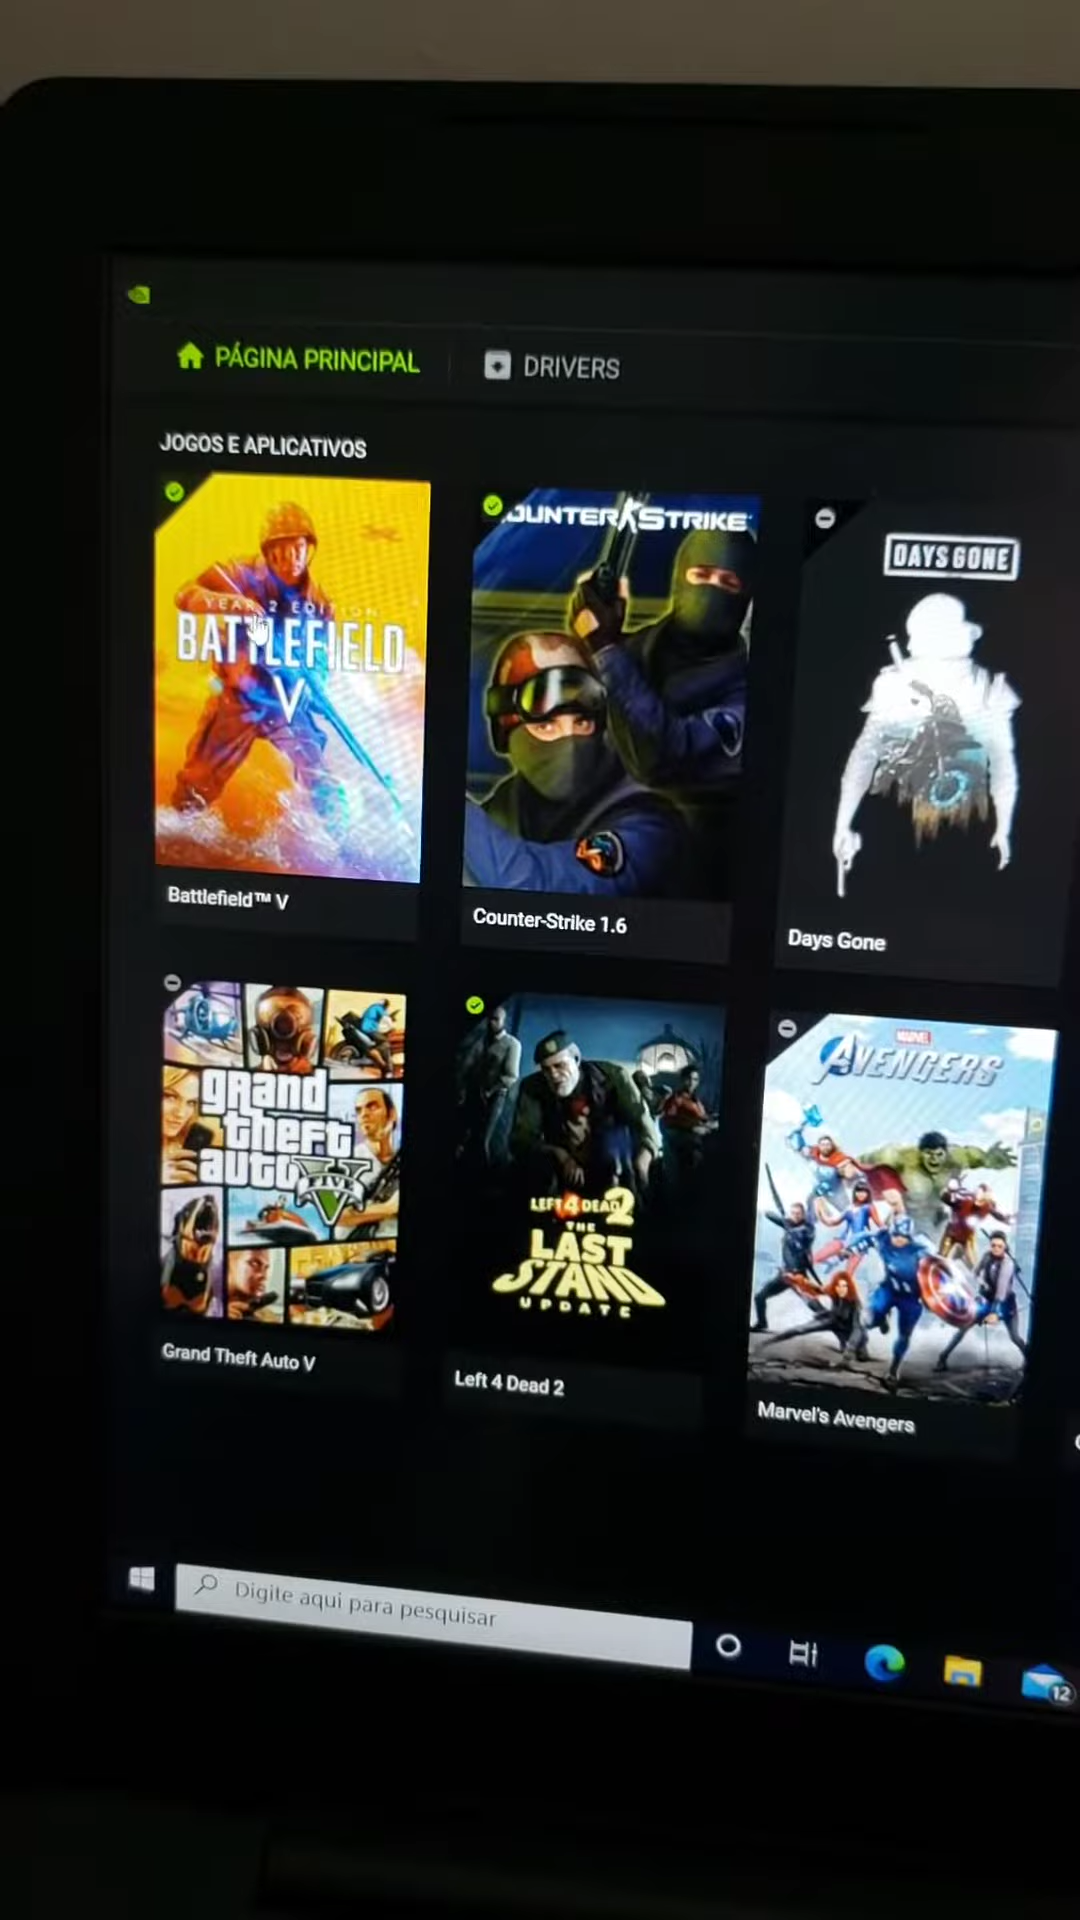 PÁGINA PRINCIPAL
DRIVERS
JOGOS E APLICATIVOS
YEAR 2 EDITION
BATTLEFIELD
V
Battlefield™ V
COUNTER STRIKE
Counter-Strike 1.6
DAYS GONE
Days Gone
grand
theft
auto
FIVE
Grand Theft Auto V
LEFT 4 DEAD 2
THE
LAST
STAND
UPDATE
Left 4 Dead 2
MARVEL
AVENGERS
Marvel's Avengers
Digite aqui para pesquisar
12